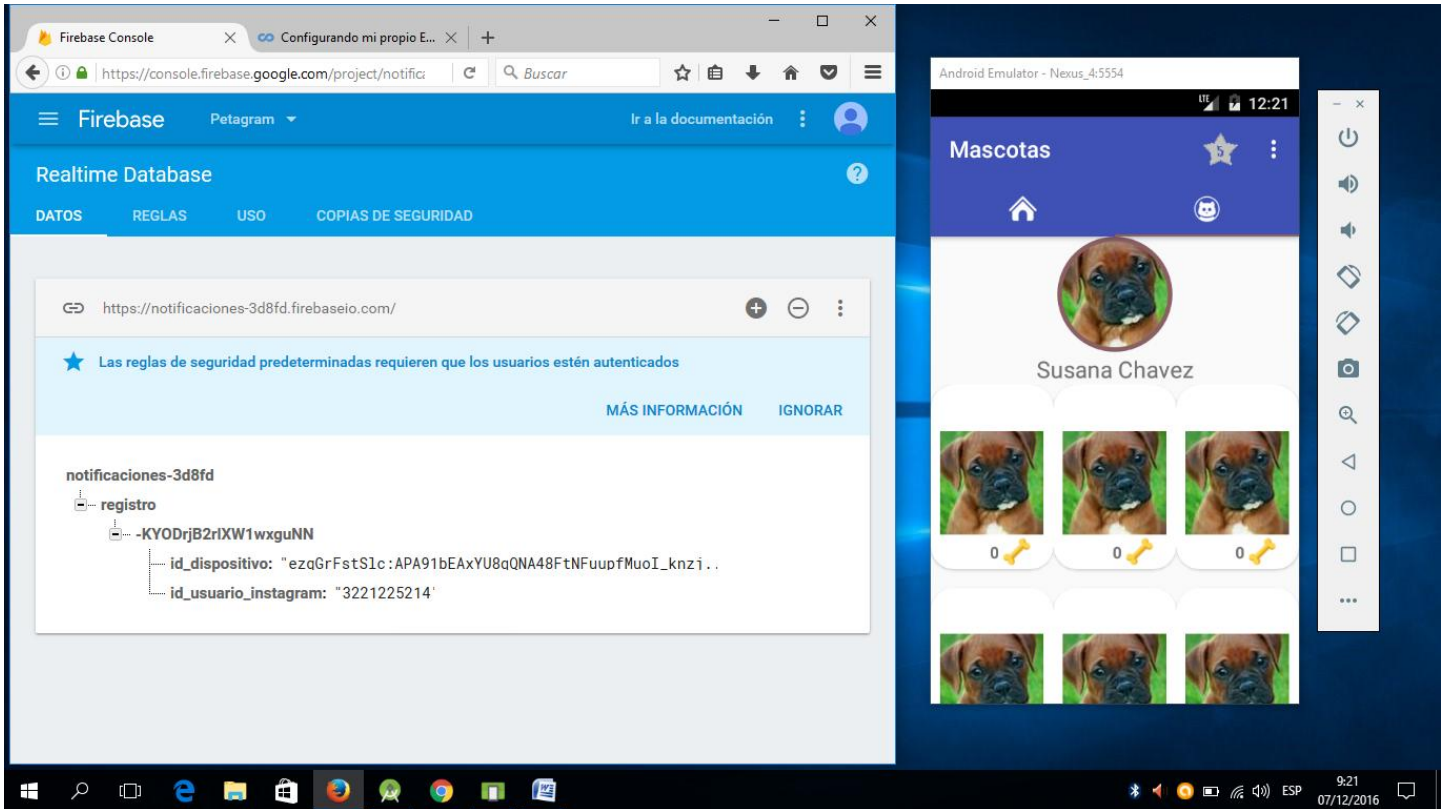 Firebase Console
Configurando mi propio E...
https://console.firebase.google.com/project/notific
Buscar
Firebase
Petagram
Ir a la documentación
Realtime Database
DATOS REGLAS USO COPIAS DE SEGURIDAD
https://notificaciones-3d8fd.firebaseio.com/
Las reglas de seguridad predeterminadas requieren que los usuarios estén autenticados
MÁS INFORMACIÓN IGNORAR
notificaciones-3d8fd
registro
-KYODrjB2rIXW1wxguNN
id_dispositivo: "ezqGrFstSlc:APA91bEAxYU8qQNA48FtNFuupfMuoI_knzj..
id_usuario_instagram: "3221225214"
Android Emulator - Nexus_4:5554
LTE 12:21
Mascotas
5
Susana Chavez
0 0 0
ESP
9:21
07/12/2016